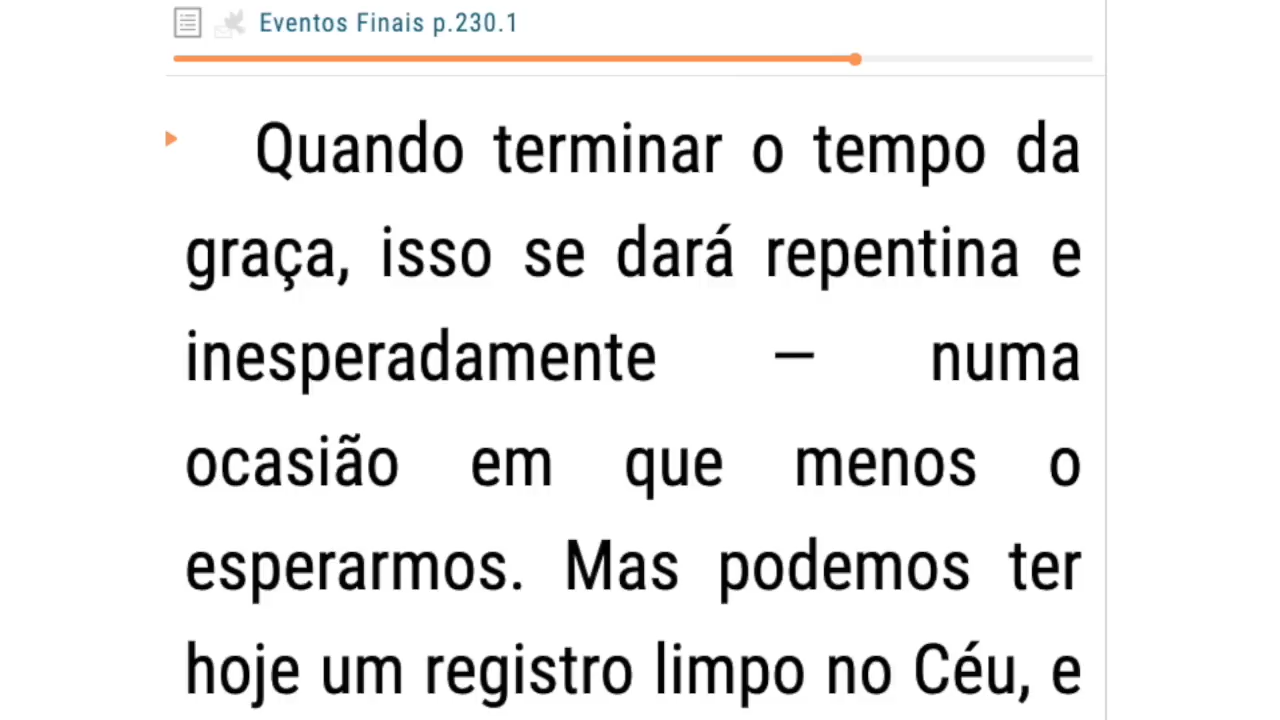 Eventos Finais p.230.1
Quando terminar o tempo da
graça, isso se dará repentina e
inesperadamente — numa
ocasião em que menos o
esperarmos. Mas podemos ter
hoje um registro limpo no Céu, e